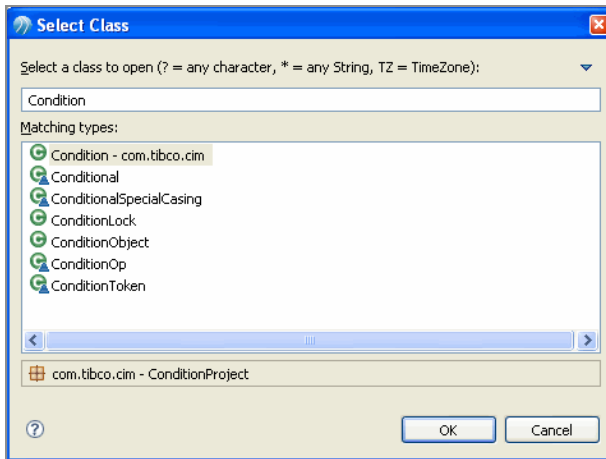 Select Class
Select a class to open (? = any character, * = any String, TZ = TimeZone):
Condition
Matching types:
Condition - com.tibco.cim
Conditional
ConditionalSpecialCasing
ConditionLock
ConditionObject
ConditionOp
ConditionToken
com.tibco.cim - ConditionProject
OK Cancel